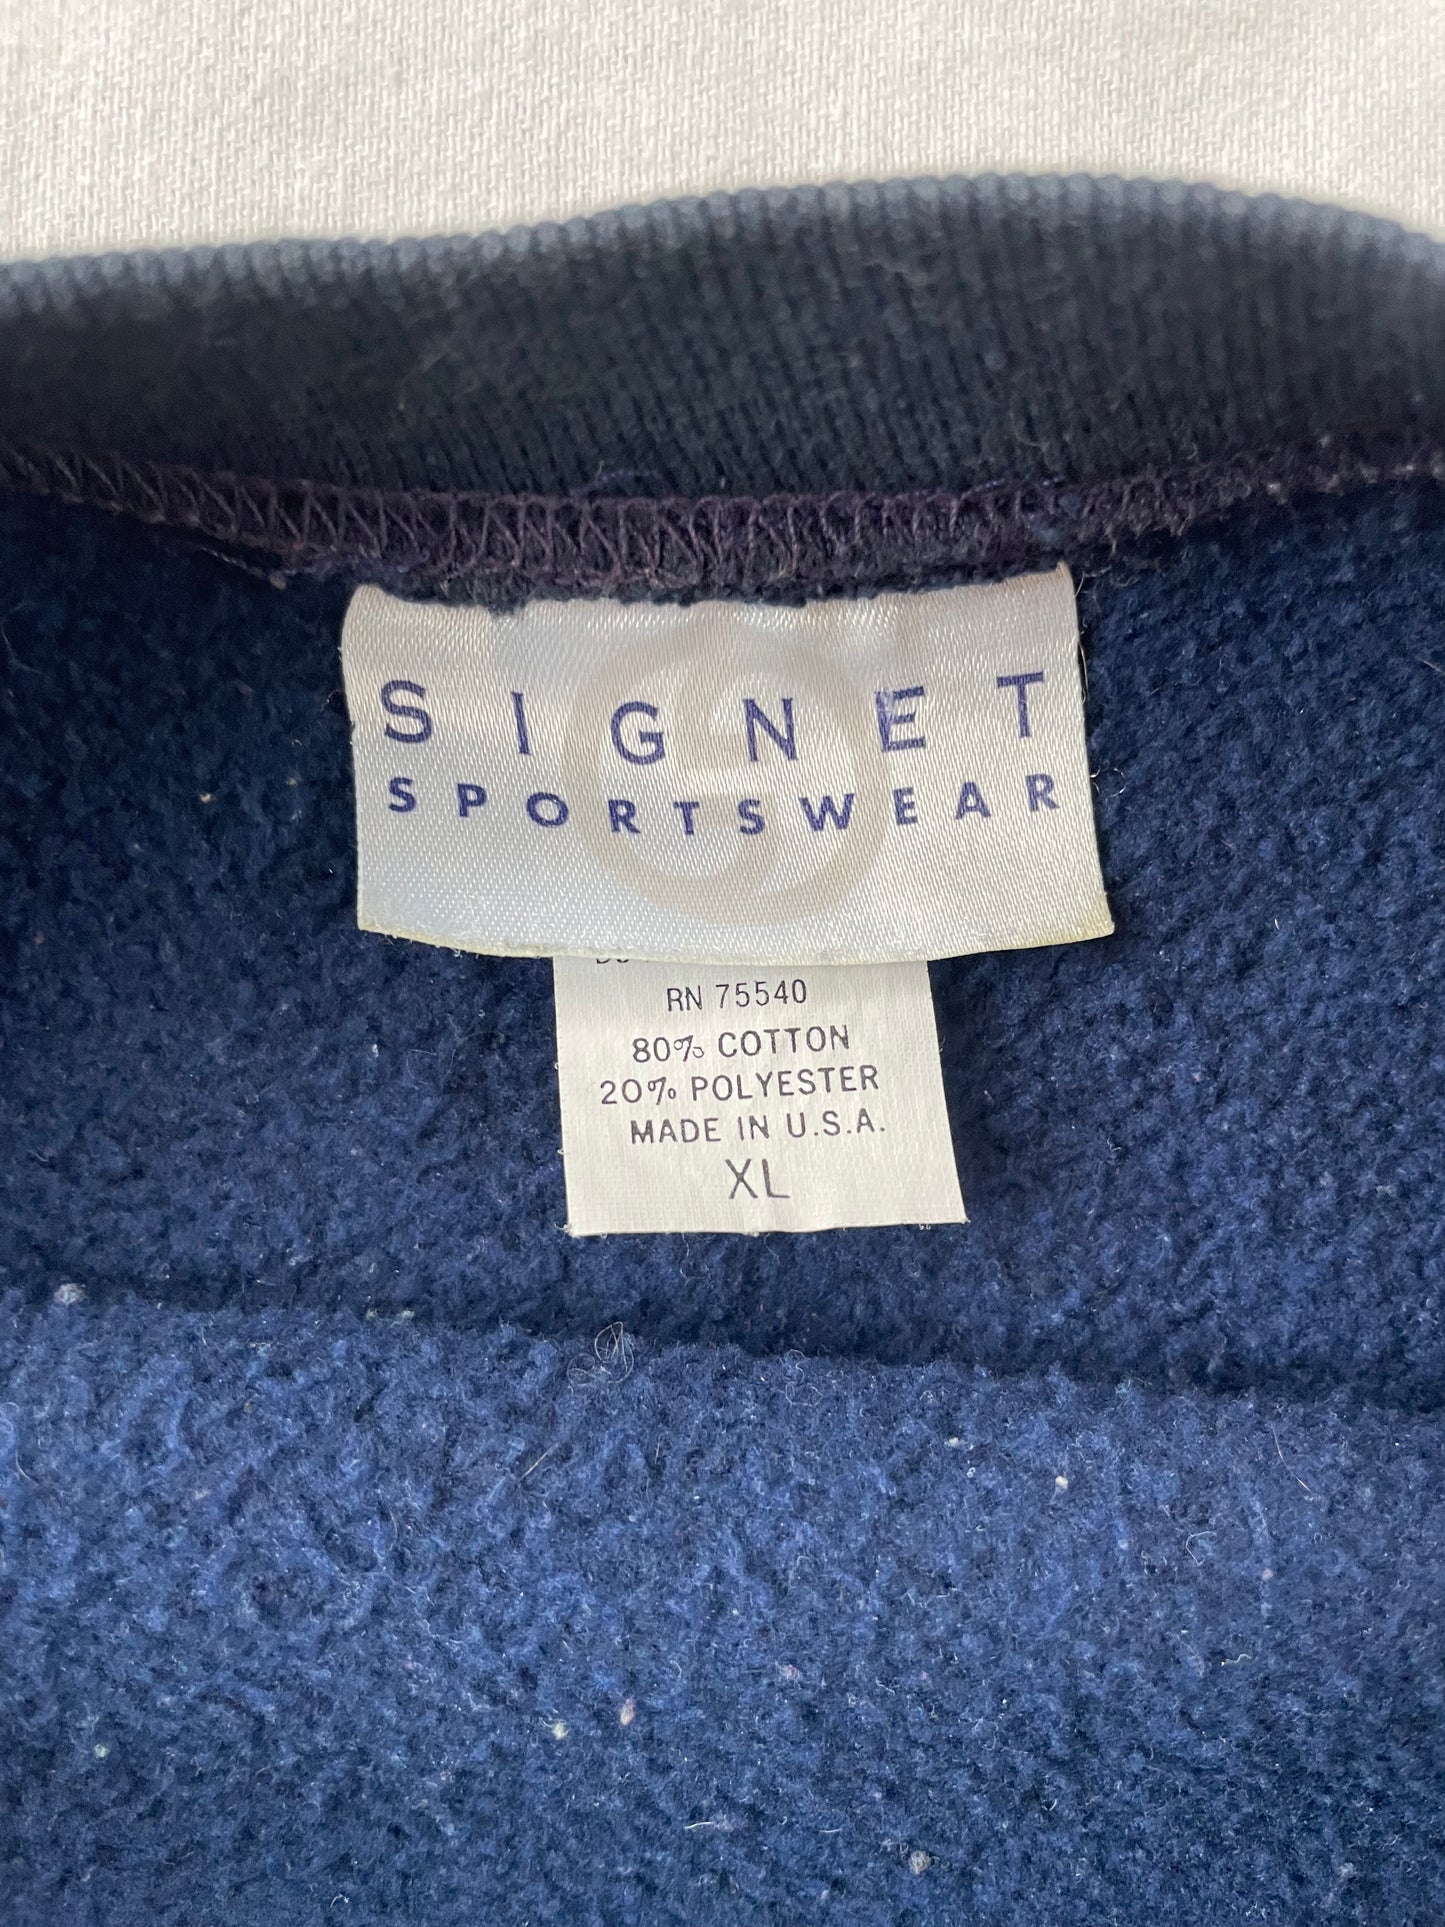 SIGNET
SPORTSWEAR
RN 75540
80% COTTON
20% POLYESTER
MADE IN U.S.A.
XL